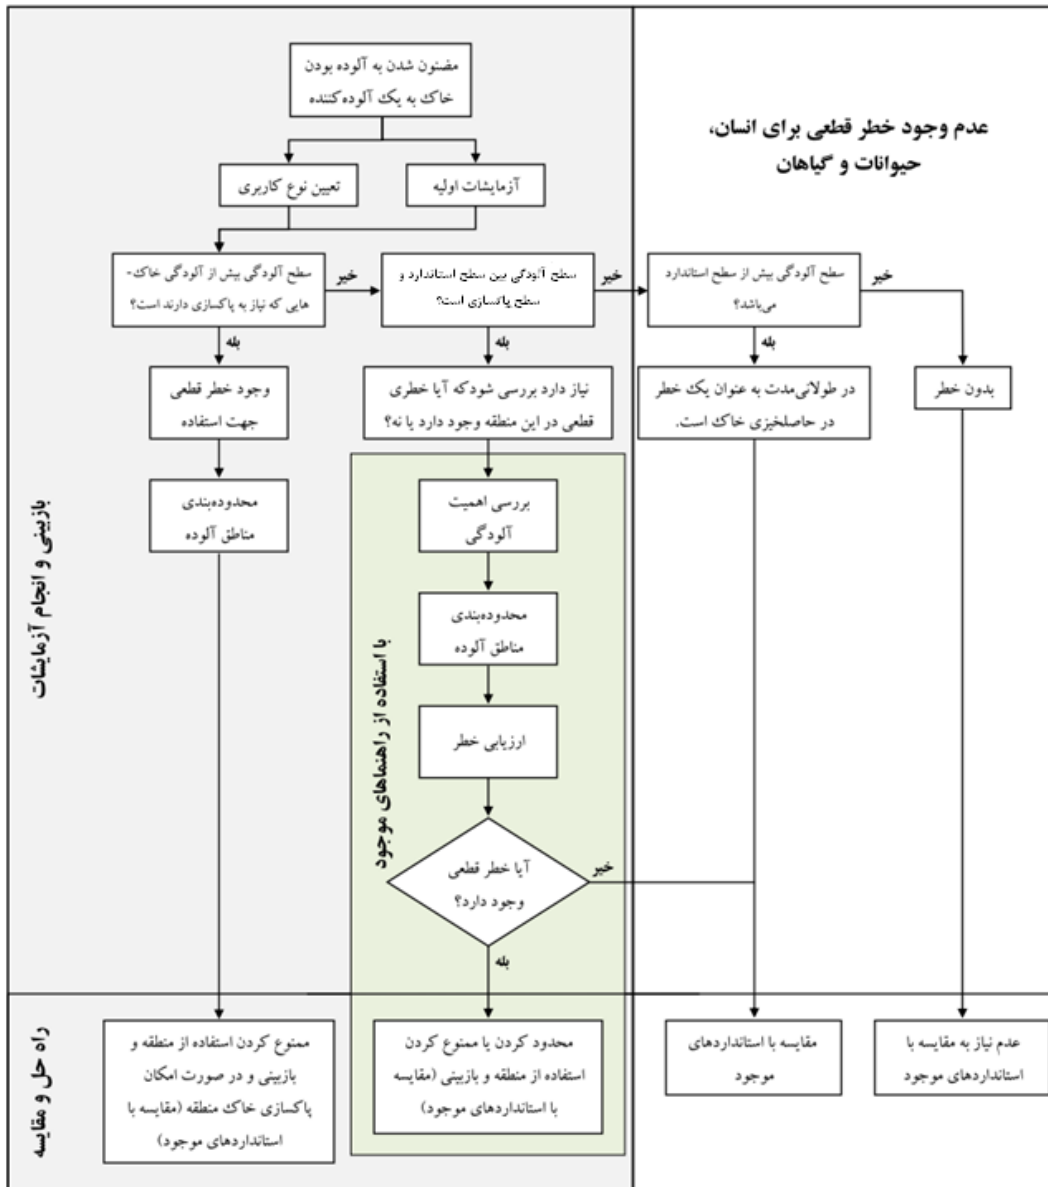 مضنون شدن به آلوده بودن
خاک به یک آلوده‌کننده
عدم وجود خطر قطعی برای انسان،
حیوانات و گیاهان
آزمایشات اولیه
تعیین نوع کاربری
سطح آلودگی بیش از آلودگی خاک-
هایی که نیاز به پاکسازی دارند است؟
خیر
سطح آلودگی بین سطح استاندارد و
سطح پاکسازی است؟
خیر
سطح آلودگی بیش از سطح استاندارد
می‌باشد؟
خیر
بله
بله
بله
وجود خطر قطعی
جهت استفاده
نیاز دارد بررسی شودکه آیا خطری
قطعی در این منطقه وجود دارد یا نه؟
در طولانی‌مدت به عنوان یک خطر
در حاصلخیزی خاک است.
بدون خطر
محدوده‌بندی
مناطق آلوده
بررسی اهمیت
آلودگی
محدوده‌بندی
مناطق آلوده
ارزیابی خطر
آیا خطر قطعی
وجود دارد؟
خیر
بله
با استفاده از راهنماهای موجود
بازبینی و انجام آزمایشات
راه حل و مقایسه
ممنوع کردن استفاده از منطقه و
بازبینی و در صورت امکان
پاکسازی خاک منطقه (مقایسه با
استانداردهای موجود)
محدود کردن یا ممنوع کردن
استفاده از منطقه و بازبینی (مقایسه
با استانداردهای موجود)
مقایسه با استانداردهای
موجود
عدم نیاز به مقایسه با
استانداردهای موجود